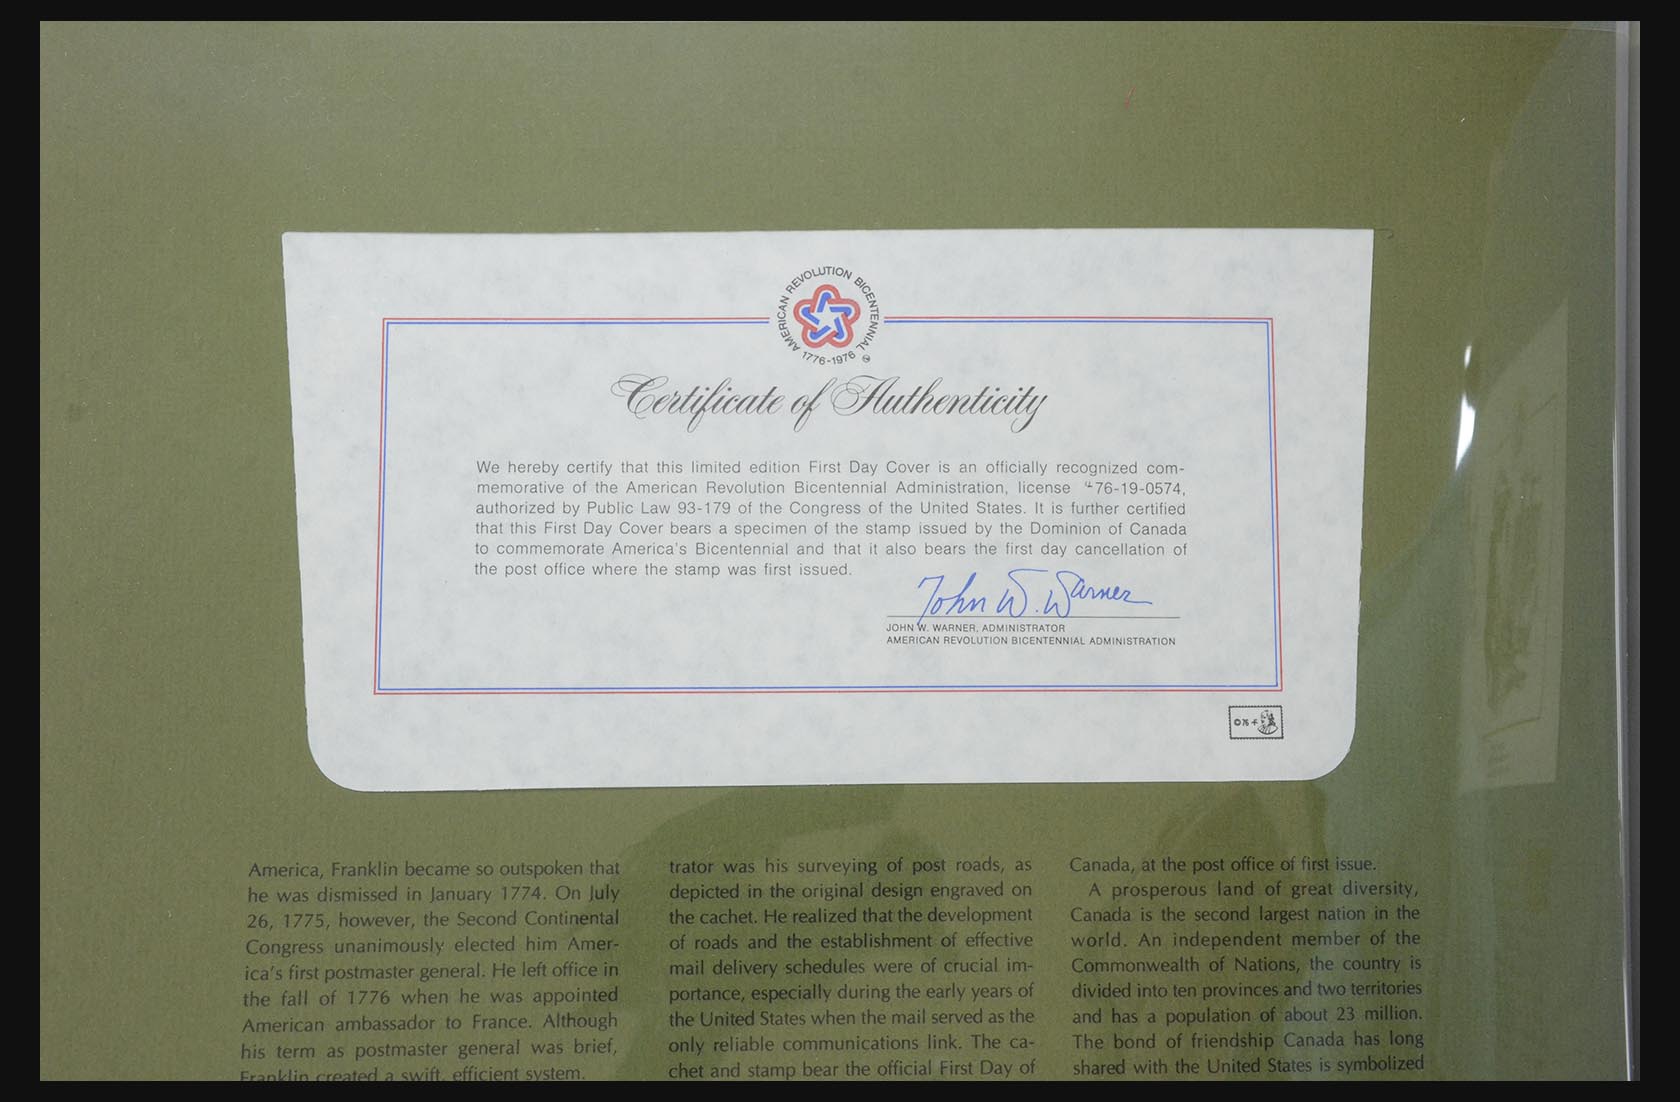 AMERICAN REVOLUTION BICENTENNIAL
1776-1976
Certificate of Authenticity
We hereby certify that this limited edition First Day Cover is an officially recognized com-
memorative of the American Revolution Bicentennial Administration, license 76-19-0574,
authorized by Public Law 93-179 of the Congress of the United States. It is further certified
that this First Day Cover bears a specimen of the stamp issued by the Dominion of Canada
to commemorate America's Bicentennial and that it also bears the first day cancellation of
the post office where the stamp was first issued.
John W. Warner
JOHN W. WARNER, ADMINISTRATOR
AMERICAN REVOLUTION BICENTENNIAL ADMINISTRATION
America, Franklin became so outspoken that
he was dismissed in January 1774. On July
26, 1775, however, the Second Continental
Congress unanimously elected him Amer-
ica's first postmaster general. He left office in
the fall of 1776 when he was appointed
American ambassador to France. Although
his term as postmaster general was brief,
Franklin created a swift, efficient system.
trator was his surveying of post roads, as
depicted in the original design engraved on
the cachet. He realized that the development
of roads and the establishment of effective
mail delivery schedules were of crucial im-
portance, especially during the early years of
the United States when the mail served as the
only reliable communications link. The ca-
chet and stamp bear the official First Day of
Canada, at the post office of first issue.
A prosperous land of great diversity,
Canada is the second largest nation in the
world. An independent member of the
Commonwealth of Nations, the country is
divided into ten provinces and two territories
and has a population of about 23 million.
The bond of friendship Canada has long
shared with the United States is symbolized